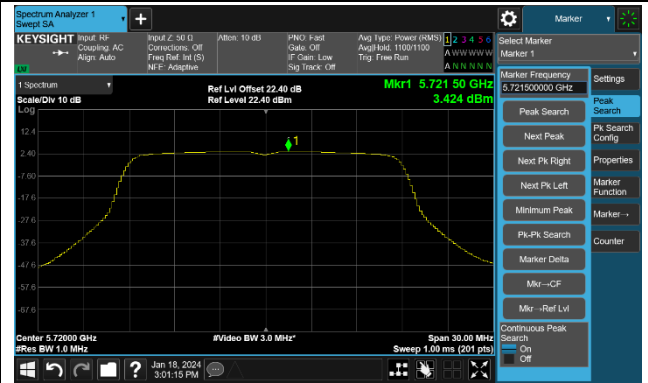 Spectrum Analyzer 1
Swept SA
+
Marker
KEYSIGHT
Input: RF
Coupling: AC
Align: Auto
Input Z: 50 Ω
Corrections: Off
Freq Ref: Int (S)
NFE: Adaptive
Atten: 10 dB
PNO: Fast
Gate: Off
IF Gain: Low
Sig Track: Off
Avg Type: Power (RMS)
Avg|Hold: 1100/1100
Trig: Free Run
1 2 3 4 5 6
A W W W W W
A N N N N N
LXI
Select Marker
Marker 1
1 Spectrum
Scale/Div 10 dB
Log
Ref Lvl Offset 22.40 dB
Ref Level 22.40 dBm
Mkr1 5.721 50 GHz
3.424 dBm
1
12.4
2.40
-7.60
-17.6
-27.6
-37.6
-47.6
-57.6
-67.6
Center 5.72000 GHz
#Res BW 1.0 MHz
#Video BW 3.0 MHz*
Span 30.00 MHz
Sweep 1.00 ms (201 pts)
Marker Frequency
5.721500000 GHz
Peak Search
Next Peak
Next Pk Right
Next Pk Left
Minimum Peak
Pk-Pk Search
Marker Delta
Mkr→CF
Mkr→Ref Lvl
Continuous Peak
Search
On
Off
Settings
Peak
Search
Pk Search
Config
Properties
Marker
Function
Marker→
Counter
?
Jan 18, 2024
3:01:15 PM